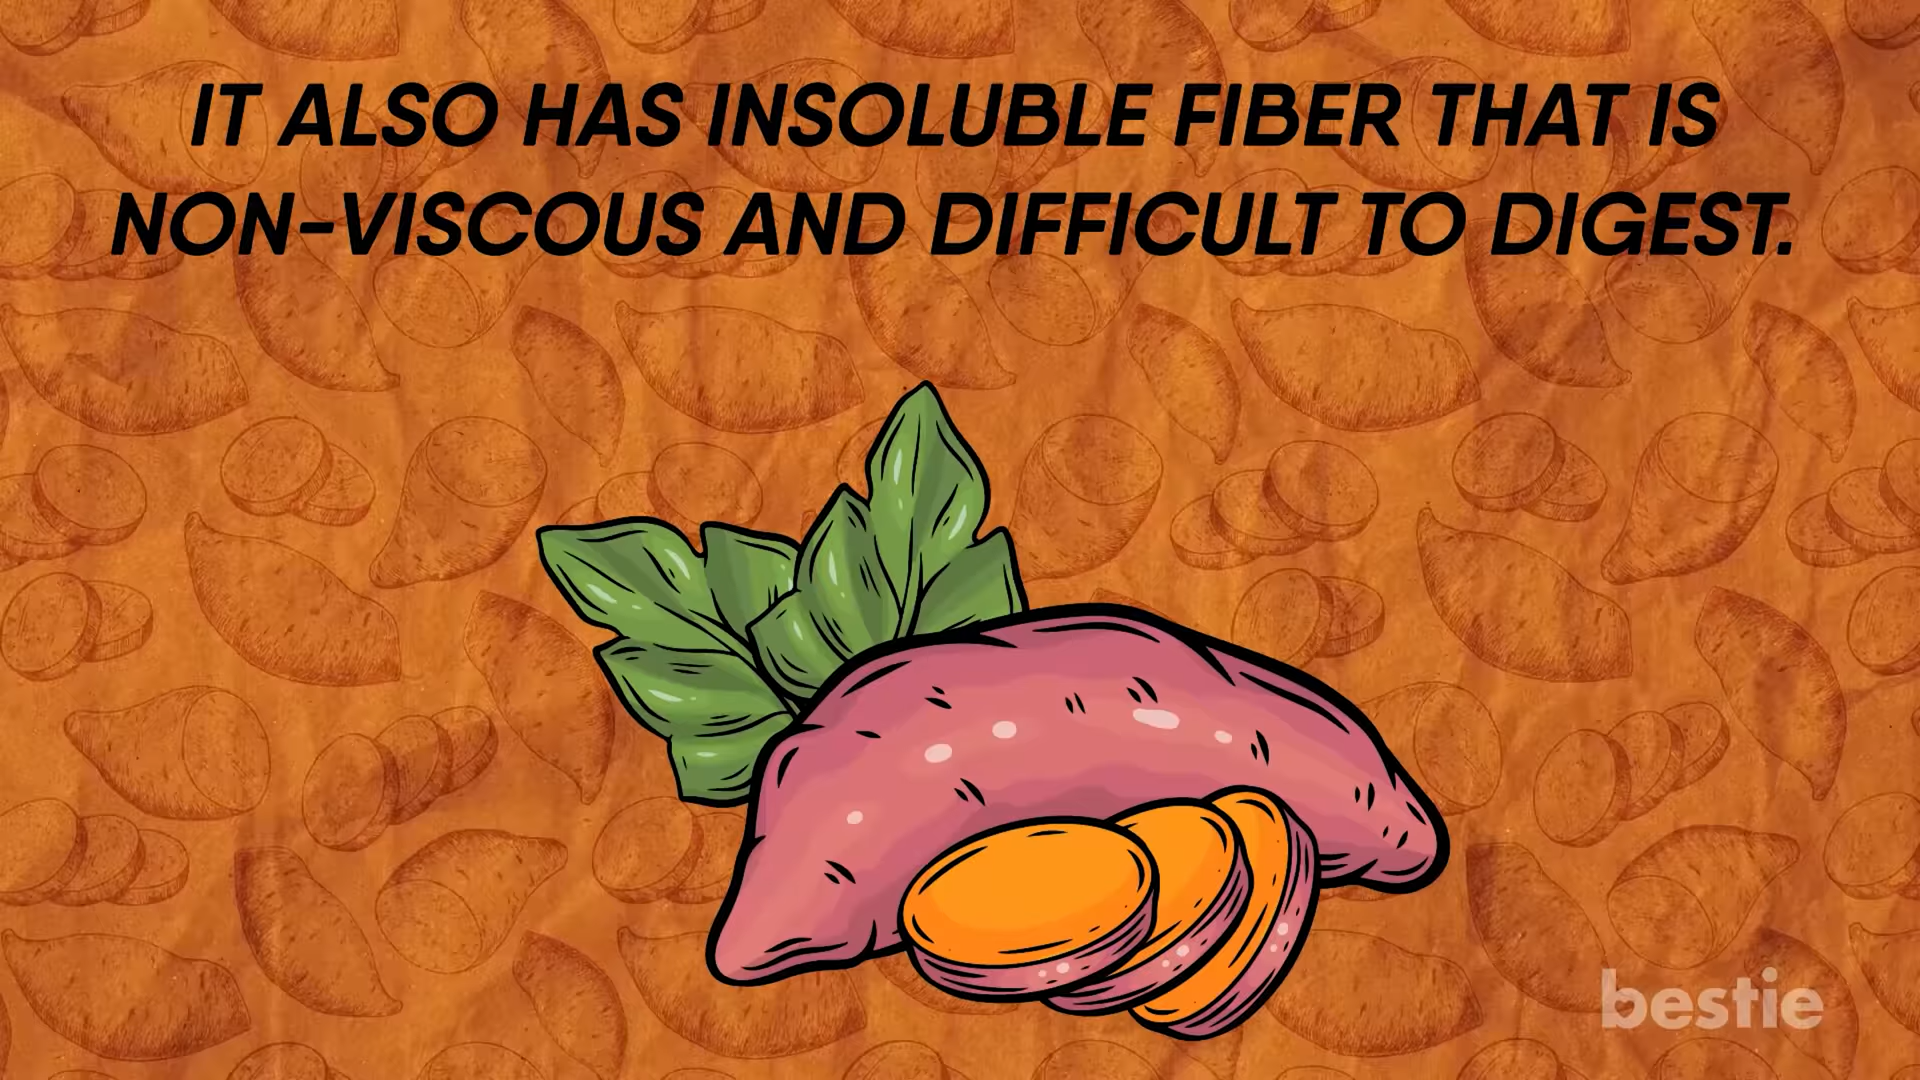 IT ALSO HAS INSOLUBLE FIBER THAT IS
NON-VISCOUS AND DIFFICULT TO DIGEST.
bestie